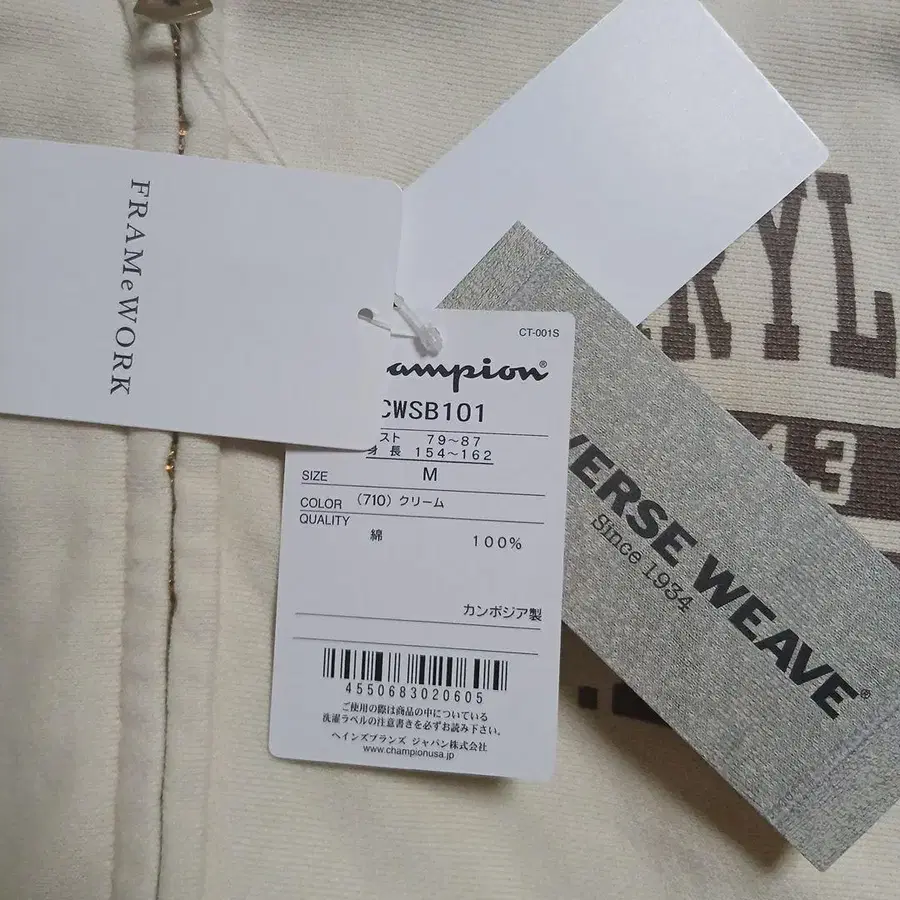 FRAMeWORK
CT-001S
ampion®
CWSB101
スト 79~87
身長 154~162
SIZE M
COLOR (710) クリーム
QUALITY
綿 100%
カンボジア製
4550683020605
ご使用の際は商品の中についている
洗濯ラベルの注意書きを必ずお読み下さい。
ヘインズブランズ ジャパン株式会社
www.championusa.jp
VERSE WEAVE®
Since 1934
RYL
43